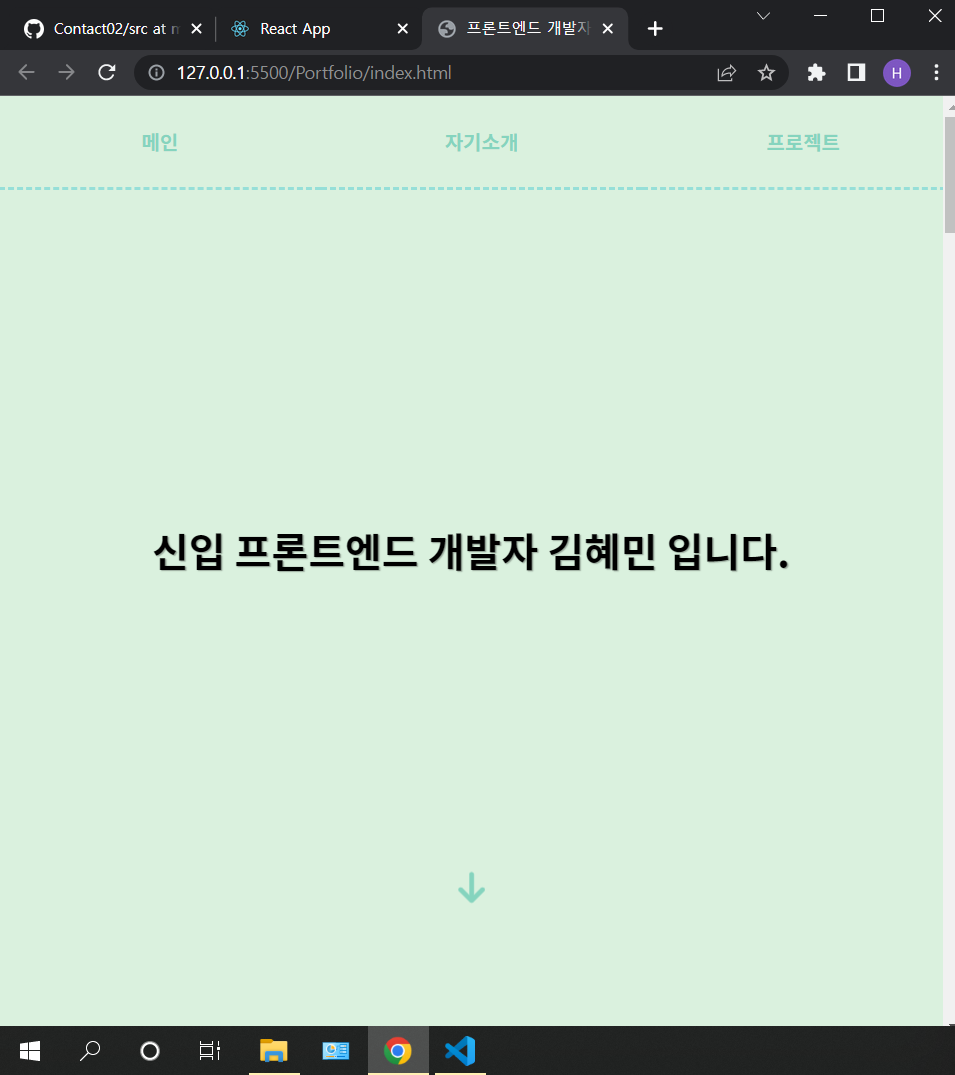 Contact02/src at m
React App
프론트엔드 개발자
127.0.0.1:5500/Portfolio/index.html
H
메인 자기소개 프로젝트
신입 프론트엔드 개발자 김혜민 입니다.